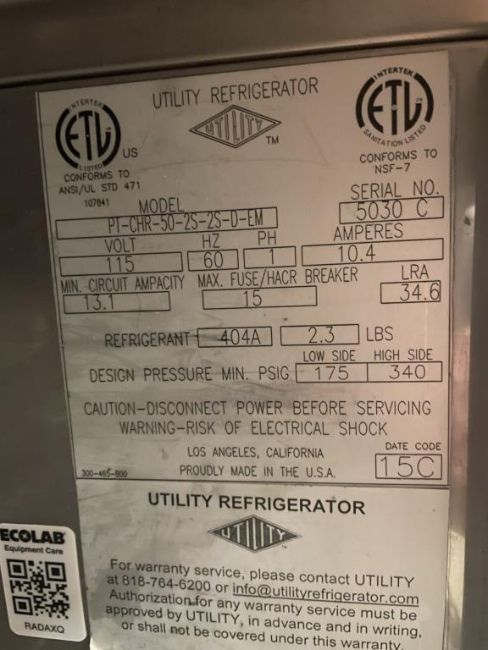 UTILITY REFRIGERATOR
UTILITY
TM
INTERTEK
ETL
LISTED
US
CONFORMS TO
ANSI/UL STD 471
107841
INTERTEK
ETL
SANITATION LISTED
CONFORMS TO
NSF-7
MODEL
PT-CHR-50-2S-2S-D-EM
SERIAL NO.
5030 C
VOLT HZ PH AMPERES
115 60 1 10.4
MIN. CIRCUIT AMPACITY MAX. FUSE/HACR BREAKER LRA
13.1 15 34.6
REFRIGERANT 404A 2.3 LBS
LOW SIDE HIGH SIDE
DESIGN PRESSURE MIN. PSIG 175 340
CAUTION-DISCONNECT POWER BEFORE SERVICING
WARNING-RISK OF ELECTRICAL SHOCK
LOS ANGELES, CALIFORNIA DATE CODE
300-465-800 PROUDLY MADE IN THE U.S.A. 15C
UTILITY REFRIGERATOR
UTILITY
TM
For warranty service, please contact UTILITY
at 818-764-6200 or info@utilityrefrigerator.com
Authorization for any warranty service must be
approved by UTILITY, in advance and in writing,
or shall not be covered under this warranty.
ECOLAB
Equipment Care
RADAXQ